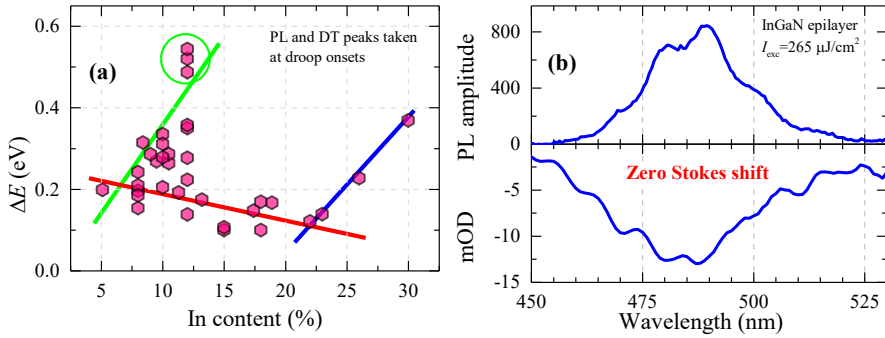 (a)
PL and DT peaks taken
at droop onsets
ΔE (eV)
0.6
0.4
0.2
0.0
5
10
15
20
25
30
In content (%)
(b)
InGaN epilayer
Iexc=265 μJ/cm²
PL amplitude
800
400
0
Zero Stokes shift
mOD
-5
-10
-15
450
475
500
525
Wavelength (nm)